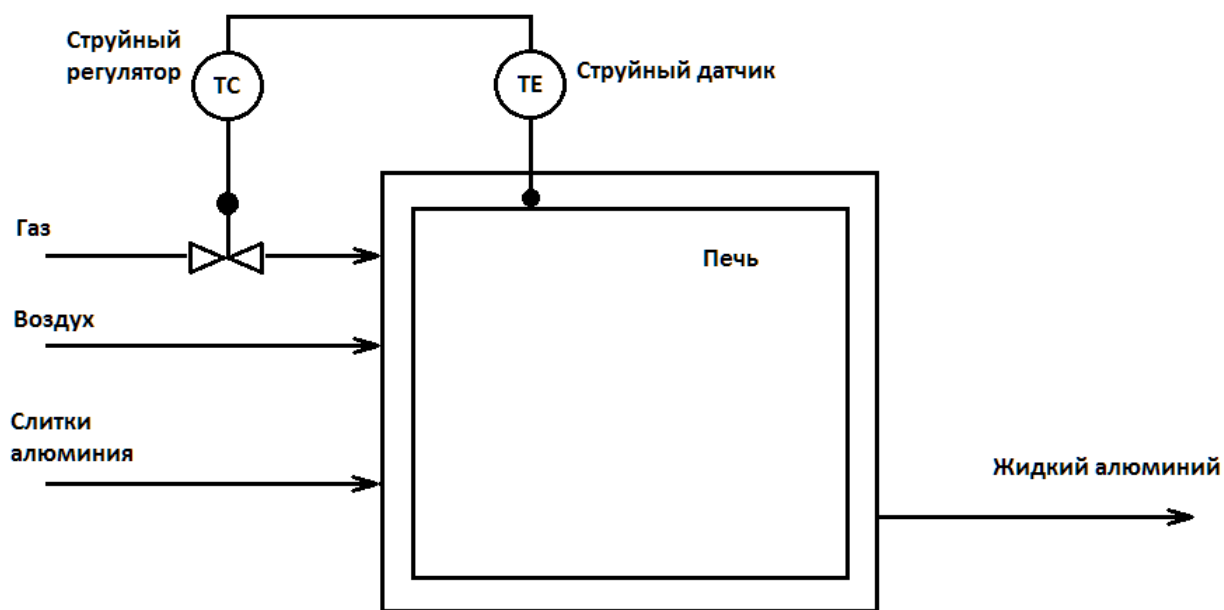 Струйный
регулятор
TC
TE
Струйный датчик
Газ
Печь
Воздух
Слитки
алюминия
Жидкий алюминий